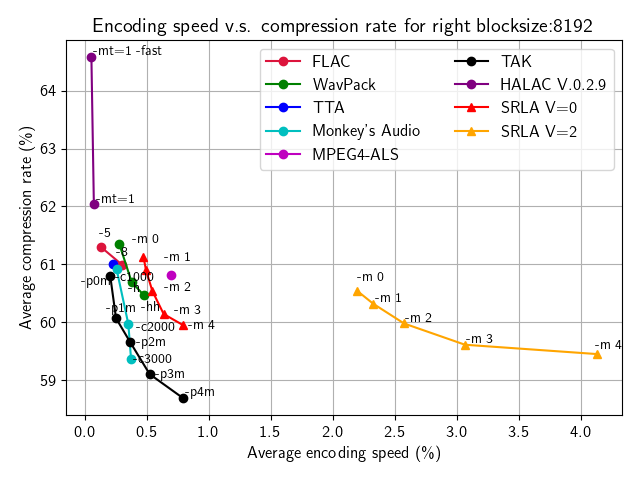 Encoding speed v.s. compression rate for right blocksize:8192
Average compression rate (%)
64
63
62
61
60
59
-mt=1 -fast
-mt=1
FLAC
WavPack
TTA
Monkey's Audio
MPEG4-ALS
TAK
HALAC V.0.2.9
SRLA V=0
SRLA V=2
-5
-m 0
-8
-m 1
-p0m
-c1000
-h
-m 2
-p1m
-hh
-m 3
-m 4
-c2000
-p2m
-c3000
-p3m
-p4m
-m 0
-m 1
-m 2
-m 3
-m 4
0.0
0.5
1.0
1.5
2.0
2.5
3.0
3.5
4.0
Average encoding speed (%)